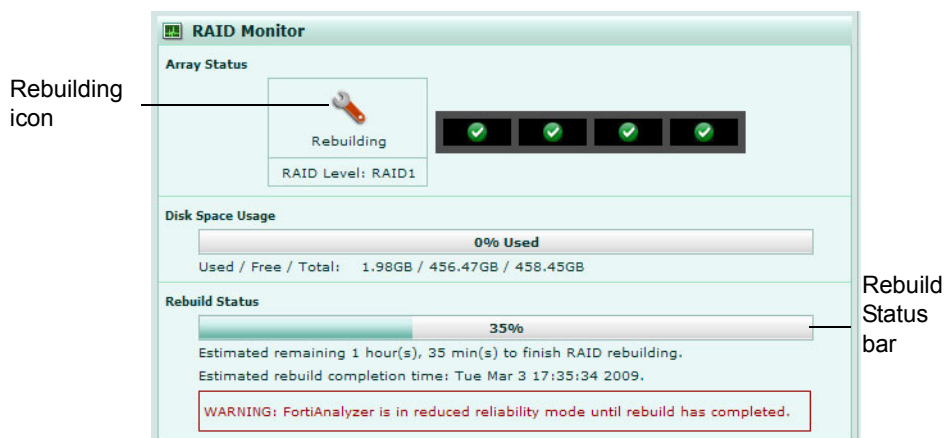 RAID Monitor
Array Status
Rebuilding
icon
Rebuilding
RAID Level: RAID1
Disk Space Usage
0% Used
Used / Free / Total: 1.98GB / 456.47GB / 458.45GB
Rebuild Status
35%
Rebuild
Status
bar
Estimated remaining 1 hour(s), 35 min(s) to finish RAID rebuilding.
Estimated rebuild completion time: Tue Mar 3 17:35:34 2009.
WARNING: FortiAnalyzer is in reduced reliability mode until rebuild has completed.